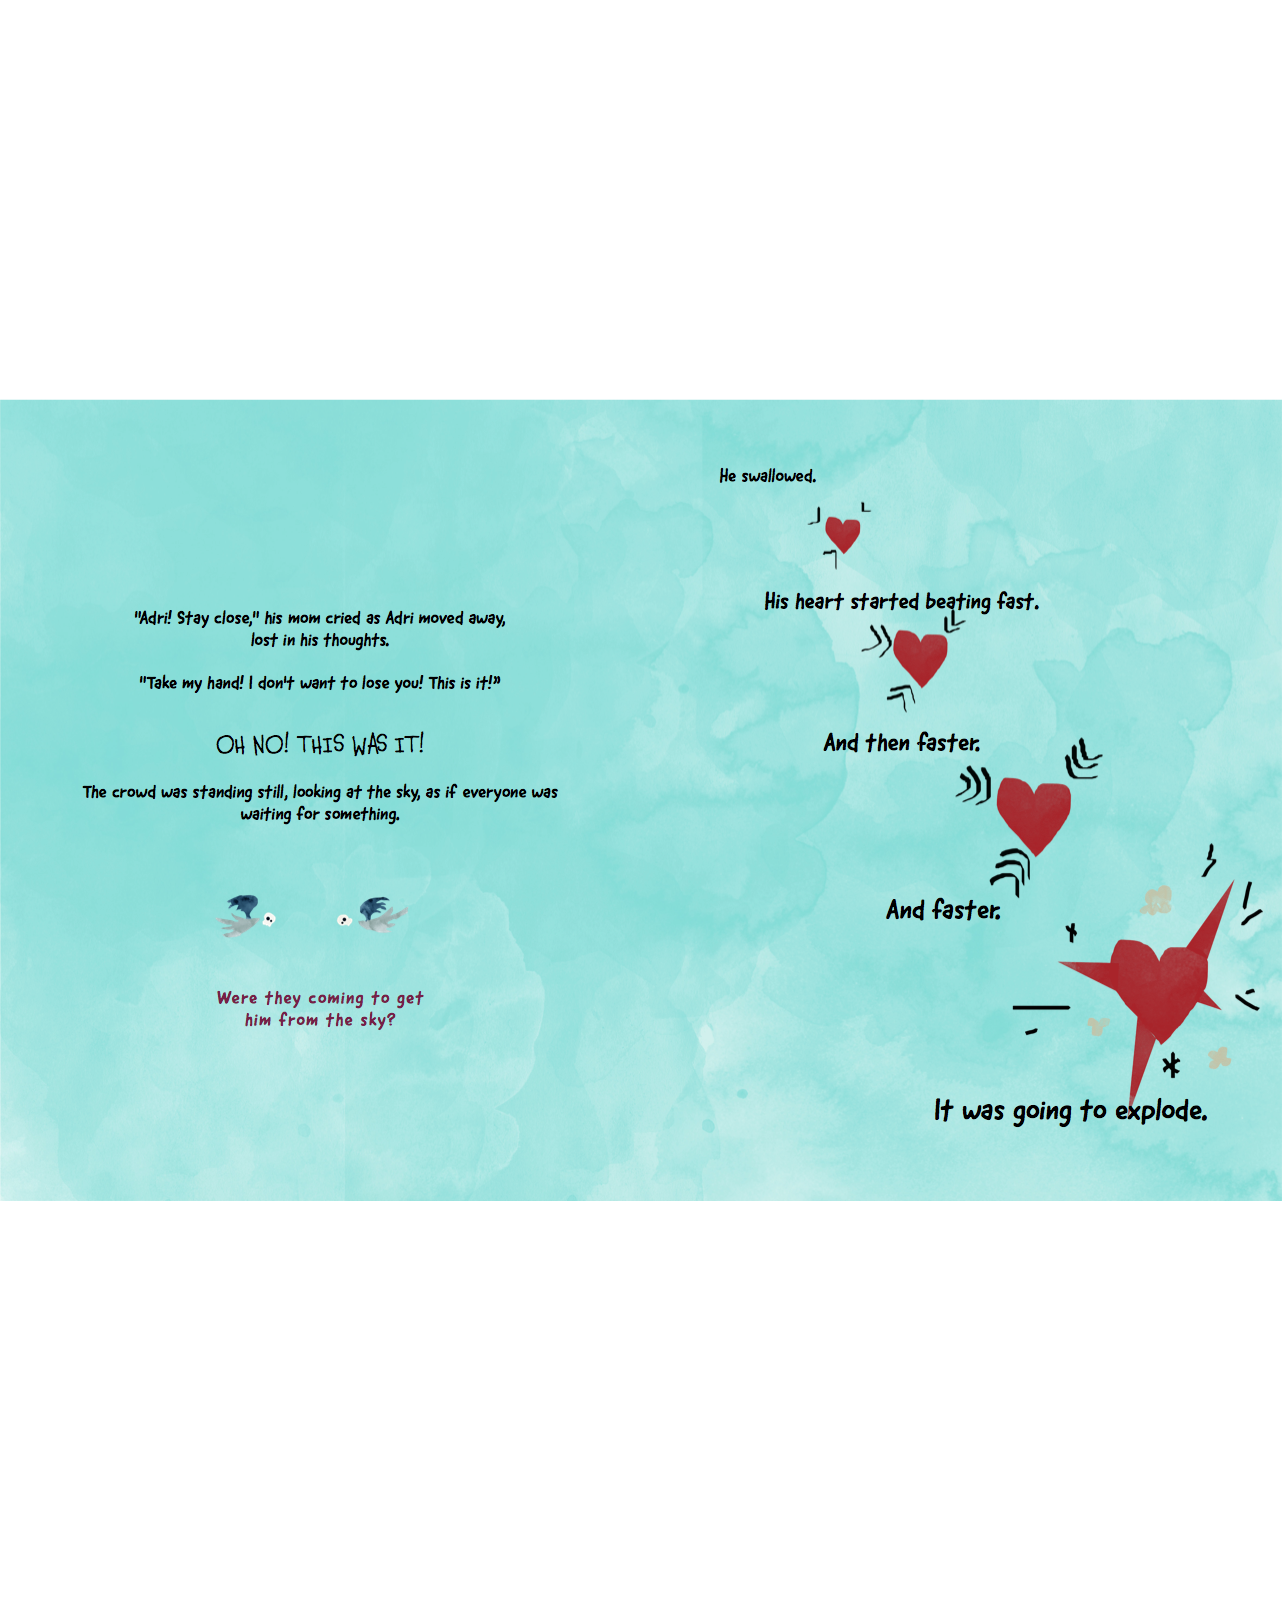 "Adri! Stay close," his mom cried as Adri moved away,
lost in his thoughts.
"Take my hand! I don't want to lose you! This is it!”
OH NO! THIS WAS IT!
The crowd was standing still, looking at the sky, as if everyone was
waiting for something.
Were they coming to get
him from the sky?
He swallowed.
His heart started beating fast.
And then faster.
And faster.
It was going to explode.